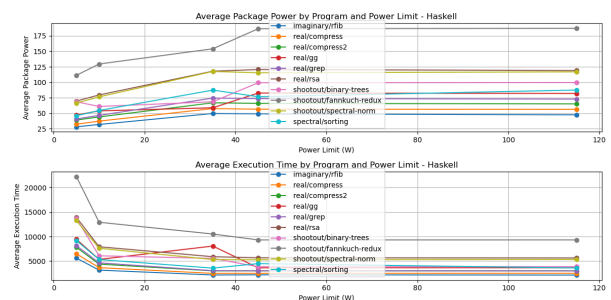 Average Package Power by Program and Power Limit - Haskell
Average Package Power
175
150
125
100
75
50
25
imaginary/rfib
real/compress
real/compress2
real/gg
real/grep
real/rsa
shootout/binary-trees
shootout/fannkuch-redux
shootout/spectral-norm
spectral/sorting
0 20 40 60 80 100 120
Power Limit (W)
Average Execution Time by Program and Power Limit - Haskell
Average Execution Time
20000
15000
10000
5000
imaginary/rfib
real/compress
real/compress2
real/gg
real/grep
real/rsa
shootout/binary-trees
shootout/fannkuch-redux
shootout/spectral-norm
spectral/sorting
0 20 40 60 80 100 120
Power Limit (W)